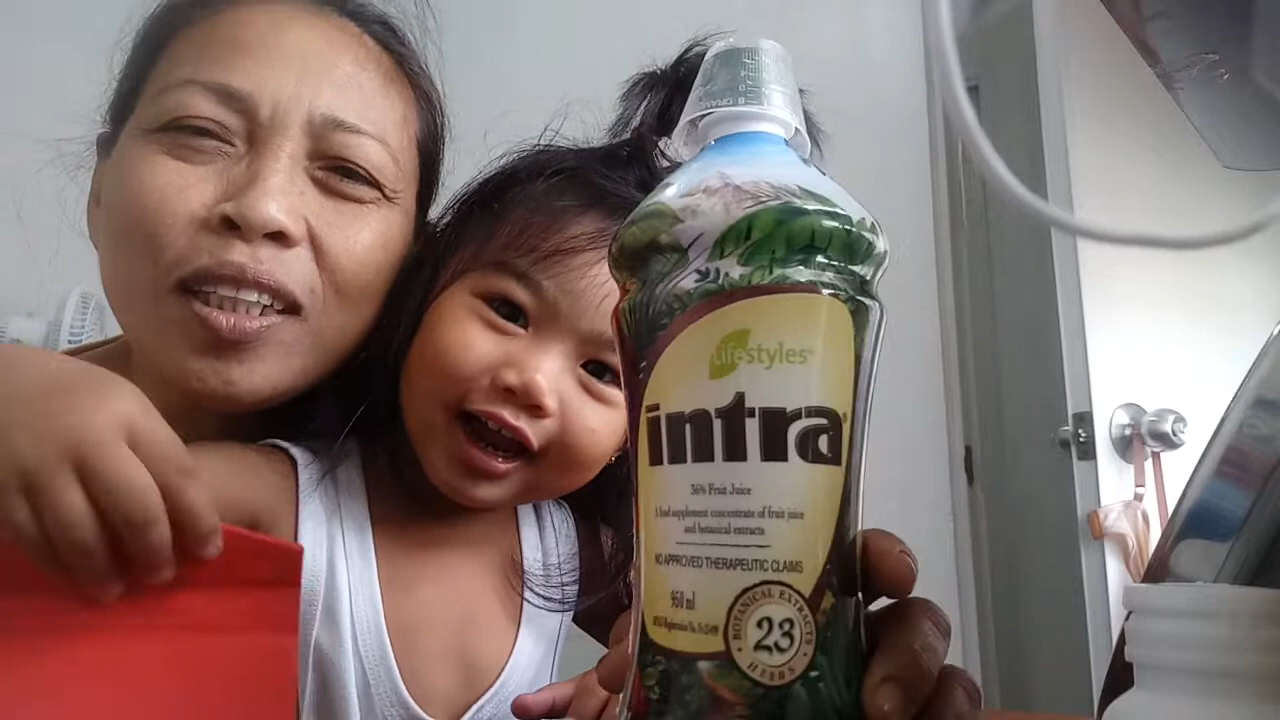 lifestyles
intra
36% Fruit Juice
A food supplement concentrate of fruit juice
and botanical extracts
NO APPROVED THERAPEUTIC CLAIMS
950 ml
BOTANICAL EXTRACTS
23
HERBS